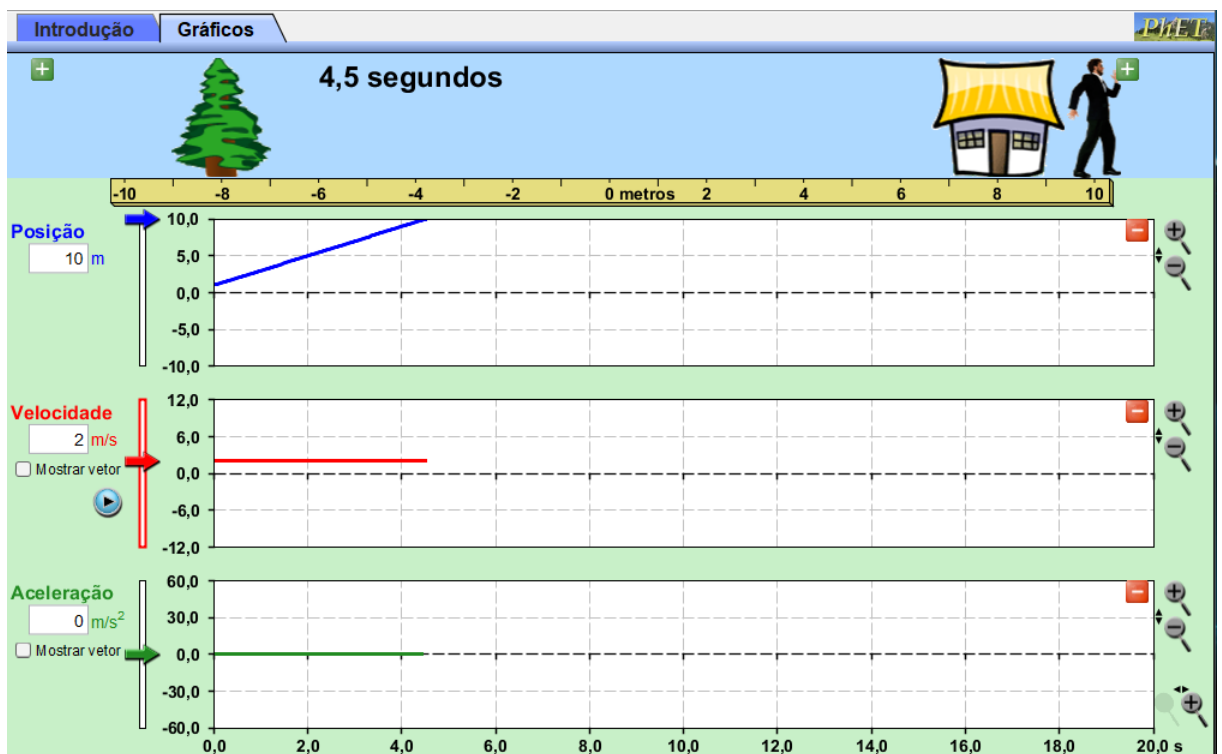 Introdução
Gráficos
PhET
4,5 segundos
-10 -8 -6 -4 -2 0 metros 2 4 6 8 10
Posição
10 m
10,0
5,0
0,0
-5,0
-10,0
Velocidade
2 m/s
Mostrar vetor
12,0
6,0
0,0
-6,0
-12,0
Aceleração
0 m/s²
Mostrar vetor
60,0
30,0
0,0
-30,0
-60,0
0,0 2,0 4,0 6,0 8,0 10,0 12,0 14,0 16,0 18,0 20,0 s